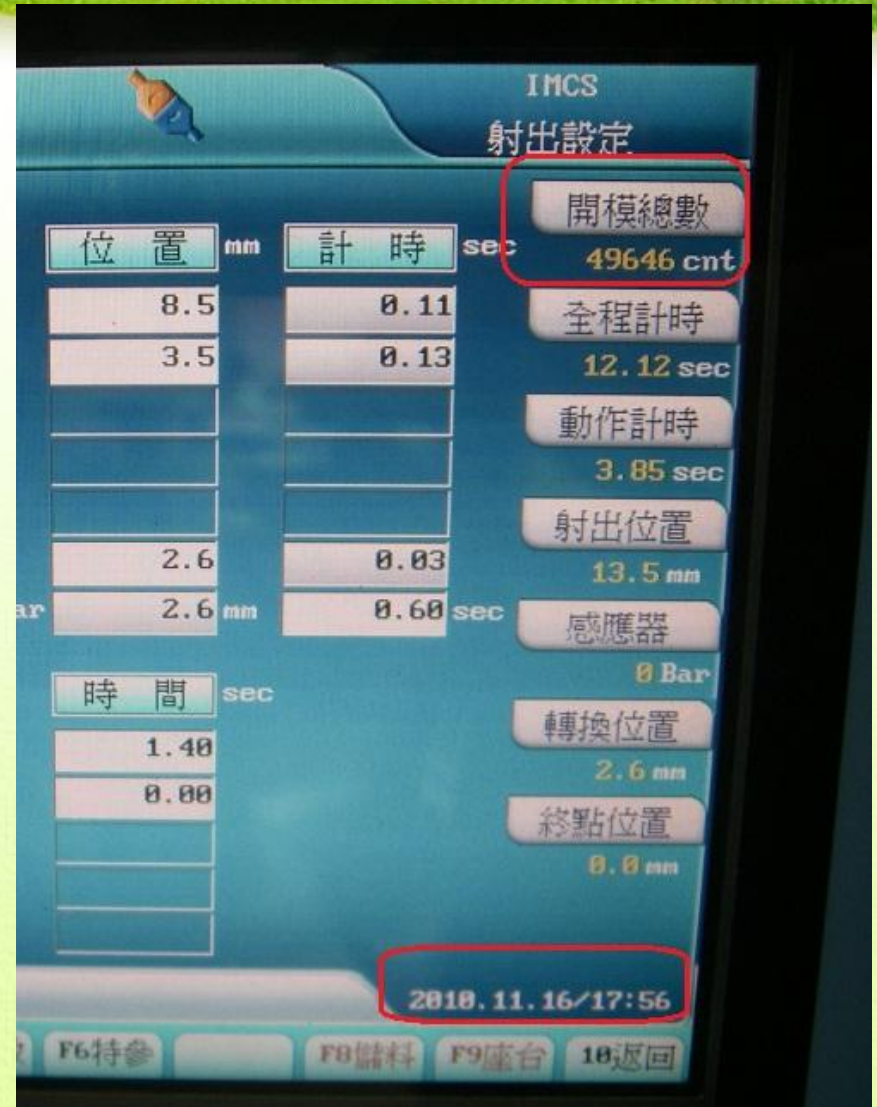 IMCS
射出設定
開模總數
位 置 mm 計 時 sec 49646 cnt
8.5 0.11 全程計時
3.5 0.13 12.12 sec
動作計時
3.85 sec
射出位置
2.6 0.03 13.5 mm
ar 2.6 mm 0.60 sec 感應器
0 Bar
時 間 sec
轉換位置
1.40
2.6 mm
0.00
終點位置
0.0 mm
2010.11.16/17:56
F6特參 F8儲料 F9座台 10返回